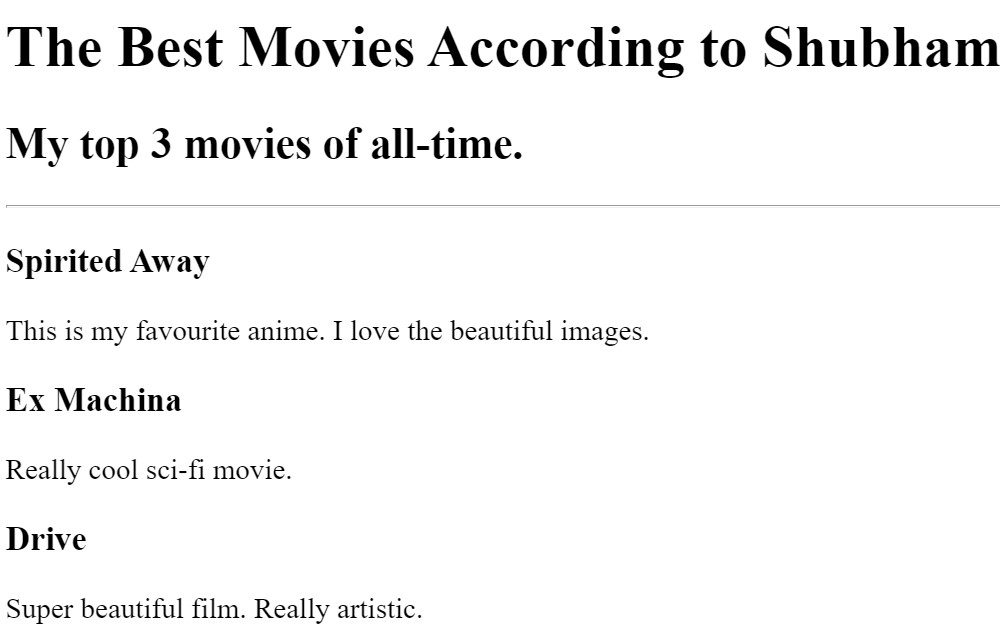 The Best Movies According to Shubham
My top 3 movies of all-time.
Spirited Away
This is my favourite anime. I love the beautiful images.
Ex Machina
Really cool sci-fi movie.
Drive
Super beautiful film. Really artistic.